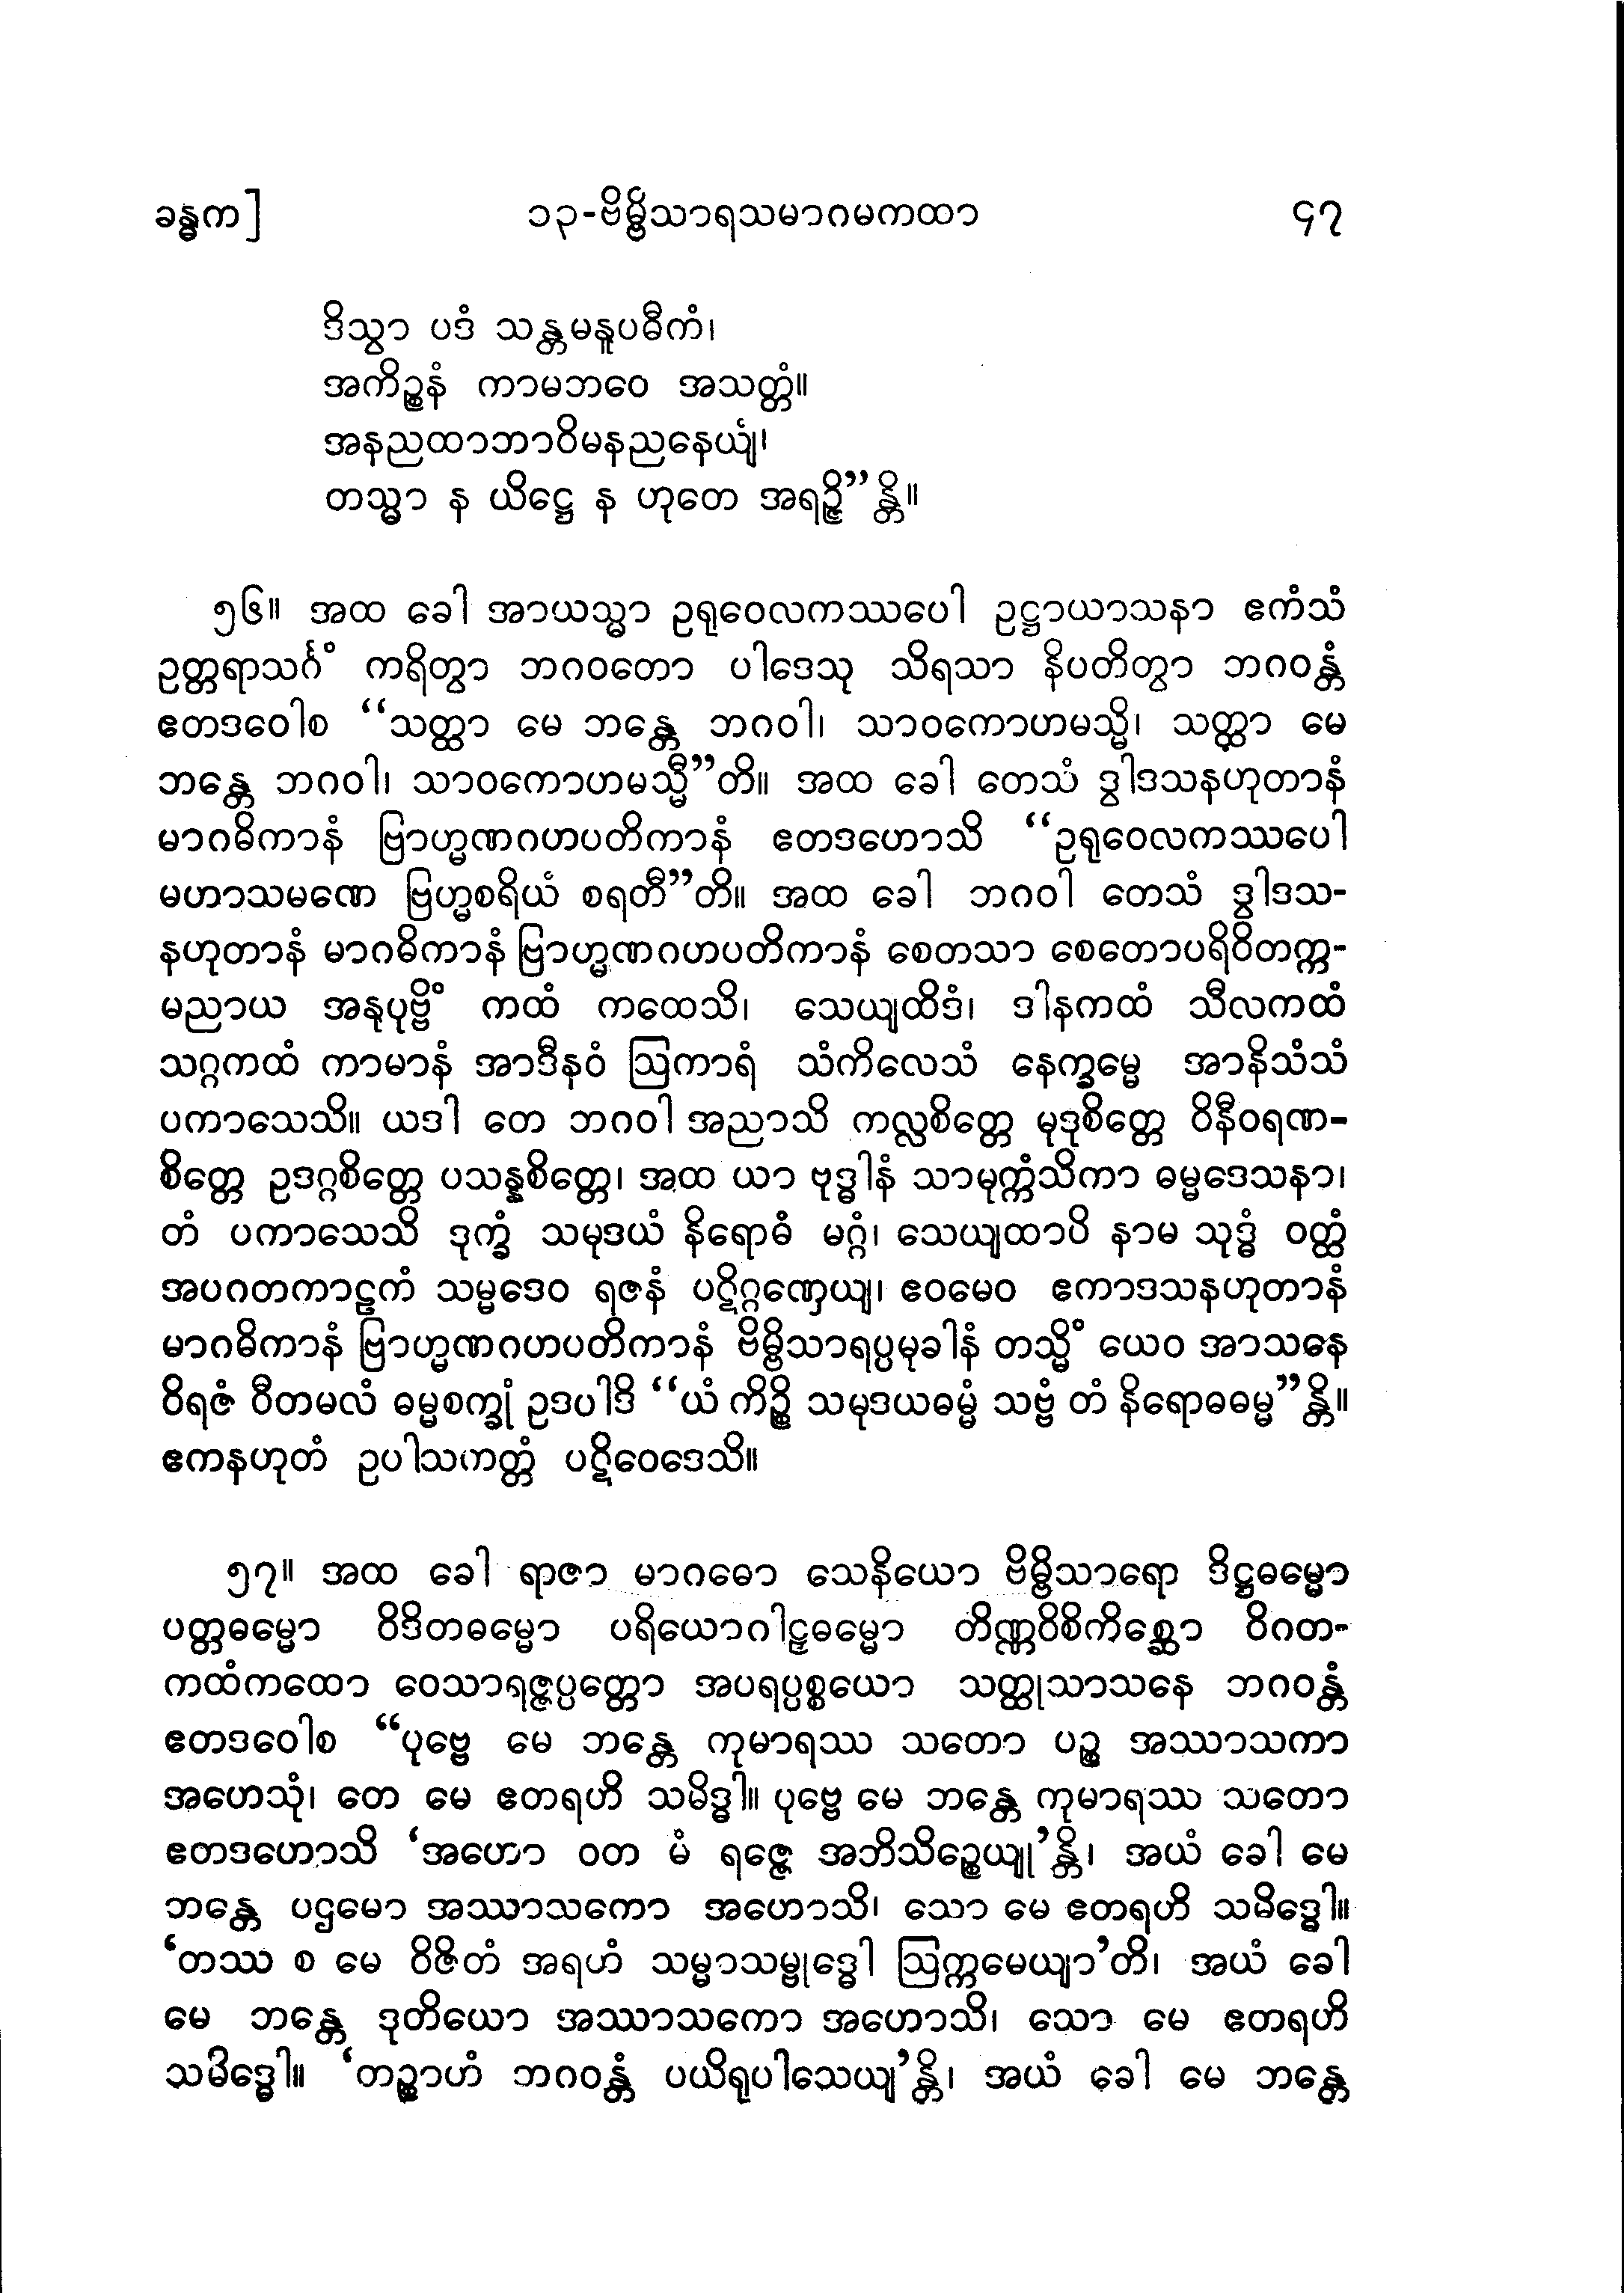 ခန္ဓက] ၁၃-ဗိမ္ဗိသာရသမာဂမကထာ ၄၇
ဒိသွာ ပဒံ သန္တမနူပဓီကံ၊
အကိဉ္စနံ ကာမဘဝေ အသတ္တံ။
အနညထာဘာဝိမနညနေယျံ၊
တသ္မာ န ယိဋ္ဌေ န ဟုတေ အရဉ္ဇိ”န္တိ။
၅၆။ အထ ခေါ အာယသ္မာ ဥရုဝေလကဿပေါ ဥဋ္ဌာယာသနာ ဧကံသံ
ဥတ္တရာသင်္ဂံ ကရိတွာ ဘဂဝတော ပါဒေသု သိရသာ နိပတိတွာ ဘဂဝန္တံ
ဧတဒဝေါစ “သတ္ထာ မေ ဘန္တေ ဘဂဝါ၊ သာဝကောဟမသ္မိ၊ သတ္ထာ မေ
ဘန္တေ ဘဂဝါ၊ သာဝကောဟမသ္မီ”တိ။ အထ ခေါ တေသံ ဒွါဒသနဟုတာနံ
မာဂဓိကာနံ ဗြာဟ္မဏဂဟပတိကာနံ ဧတဒဟောသိ “ဥရုဝေလကဿပေါ
မဟာသမဏေ ဗြဟ္မစရိယံ စရတီ”တိ။ အထ ခေါ ဘဂဝါ တေသံ ဒွါဒသ-
နဟုတာနံ မာဂဓိကာနံ ဗြာဟ္မဏဂဟပတိကာနံ စေတသာ စေတောပရိဝိတက္က-
မညာယ အနုပုဗ္ဗိံ ကထံ ကထေသိ၊ သေယျထိဒံ၊ ဒါနကထံ သီလကထံ
သဂ္ဂကထံ ကာမာနံ အာဒီနဝံ ဩကာရံ သံကိလေသံ နေက္ခမ္မေ အာနိသံသံ
ပကာသေသိ။ ယဒါ တေ ဘဂဝါ အညာသိ ကလ္လစိတ္တေ မုဒုစိတ္တေ ဝိနီဝရဏ-
စိတ္တေ ဥဒဂ္ဂစိတ္တေ ပသန္နစိတ္တေ၊ အထ ယာ ဗုဒ္ဓါနံ သာမုက္ကံသိကာ ဓမ္မဒေသနာ၊
တံ ပကာသေသိ ဒုက္ခံ သမုဒယံ နိရောဓံ မဂ္ဂံ၊ သေယျထာပိ နာမ သုဒ္ဓံ ဝတ္ထံ
အပဂတကာဠကံ သမ္မဒေဝ ရဇနံ ပဋိဂ္ဂဏှေယျ၊ ဧဝမေဝ ဧကာဒသနဟုတာနံ
မာဂဓိကာနံ ဗြာဟ္မဏဂဟပတိကာနံ ဗိမ္ဗိသာရပ္ပမုခါနံ တသ္မိံ ယေဝ အာသနေ
ဝိရဇံ ဝီတမလံ ဓမ္မစက္ခုံ ဥဒပါဒိ “ယံ ကိဉ္စိ သမုဒယဓမ္မံ သဗ္ဗံ တံ နိရောဓဓမ္မ”န္တိ။
ဧကနဟုတံ ဥပါသကတ္တံ ပဋိဝေဒေသိ။
၅၇။ အထ ခေါ ရာဇာ မာဂဓော သေနိယော ဗိမ္ဗိသာရော ဒိဋ္ဌဓမ္မော
ပတ္တဓမ္မော ဝိဒိတဓမ္မော ပရိယောဂါဠှဓမ္မော တိဏ္ဏဝိစိကိစ္ဆော ဝိဂတ-
ကထံကထော ဝေသာရဇ္ဇပ္ပတ္တော အပရပ္ပစ္စယော သတ္ထုသာသနေ ဘဂဝန္တံ
ဧတဒဝေါစ “ပုဗ္ဗေ မေ ဘန္တေ ကုမာရဿ သတော ပဉ္စ အဿာသကာ
အဟေသုံ၊ တေ မေ ဧတရဟိ သမိဒ္ဓါ။ ပုဗ္ဗေ မေ ဘန္တေ ကုမာရဿ သတော
ဧတဒဟောသိ ‘အဟော ဝတ မံ ရဇ္ဇေ အဘိသိဉ္စေယျု’န္တိ၊ အယံ ခေါ မေ
ဘန္တေ ပဌမော အဿာသကော အဟောသိ၊ သော မေ ဧတရဟိ သမိဒ္ဓေါ။
‘တဿ စ မေ ဝိဇိတံ အရဟံ သမ္မာသမ္ဗုဒ္ဓေါ ဩက္ကမေယျာ’တိ၊ အယံ ခေါ
မေ ဘန္တေ ဒုတိယော အဿာသကော အဟောသိ၊ သော မေ ဧတရဟိ
သမိဒ္ဓေါ။ ‘တဉ္စာဟံ ဘဂဝန္တံ ပယိရုပါသေယျ’န္တိ၊ အယံ ခေါ မေ ဘန္တေ